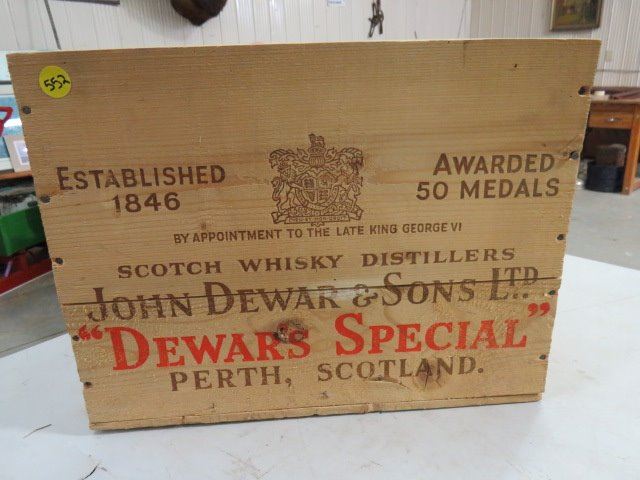 552
ESTABLISHED
1846
AWARDED
50 MEDALS
BY APPOINTMENT TO THE LATE KING GEORGE VI
SCOTCH WHISKY DISTILLERS
JOHN DEWAR & SONS LTD.
"DEWAR'S SPECIAL"
PERTH, SCOTLAND.